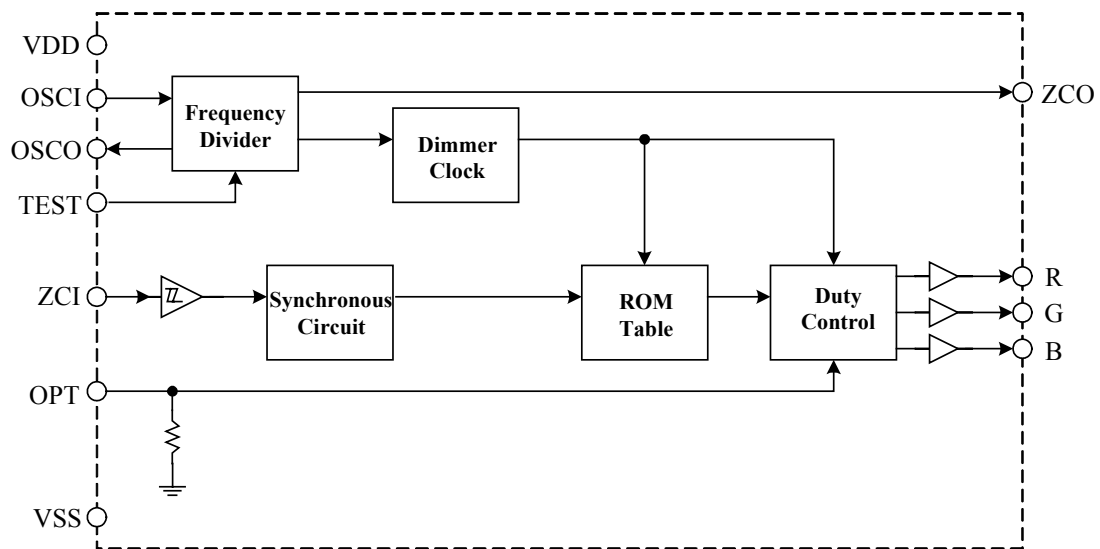 VDD
OSCI
OSCO
TEST
ZCI
OPT
VSS
Frequency
Divider
Dimmer
Clock
Synchronous
Circuit
ROM
Table
Duty
Control
ZCO
R
G
B